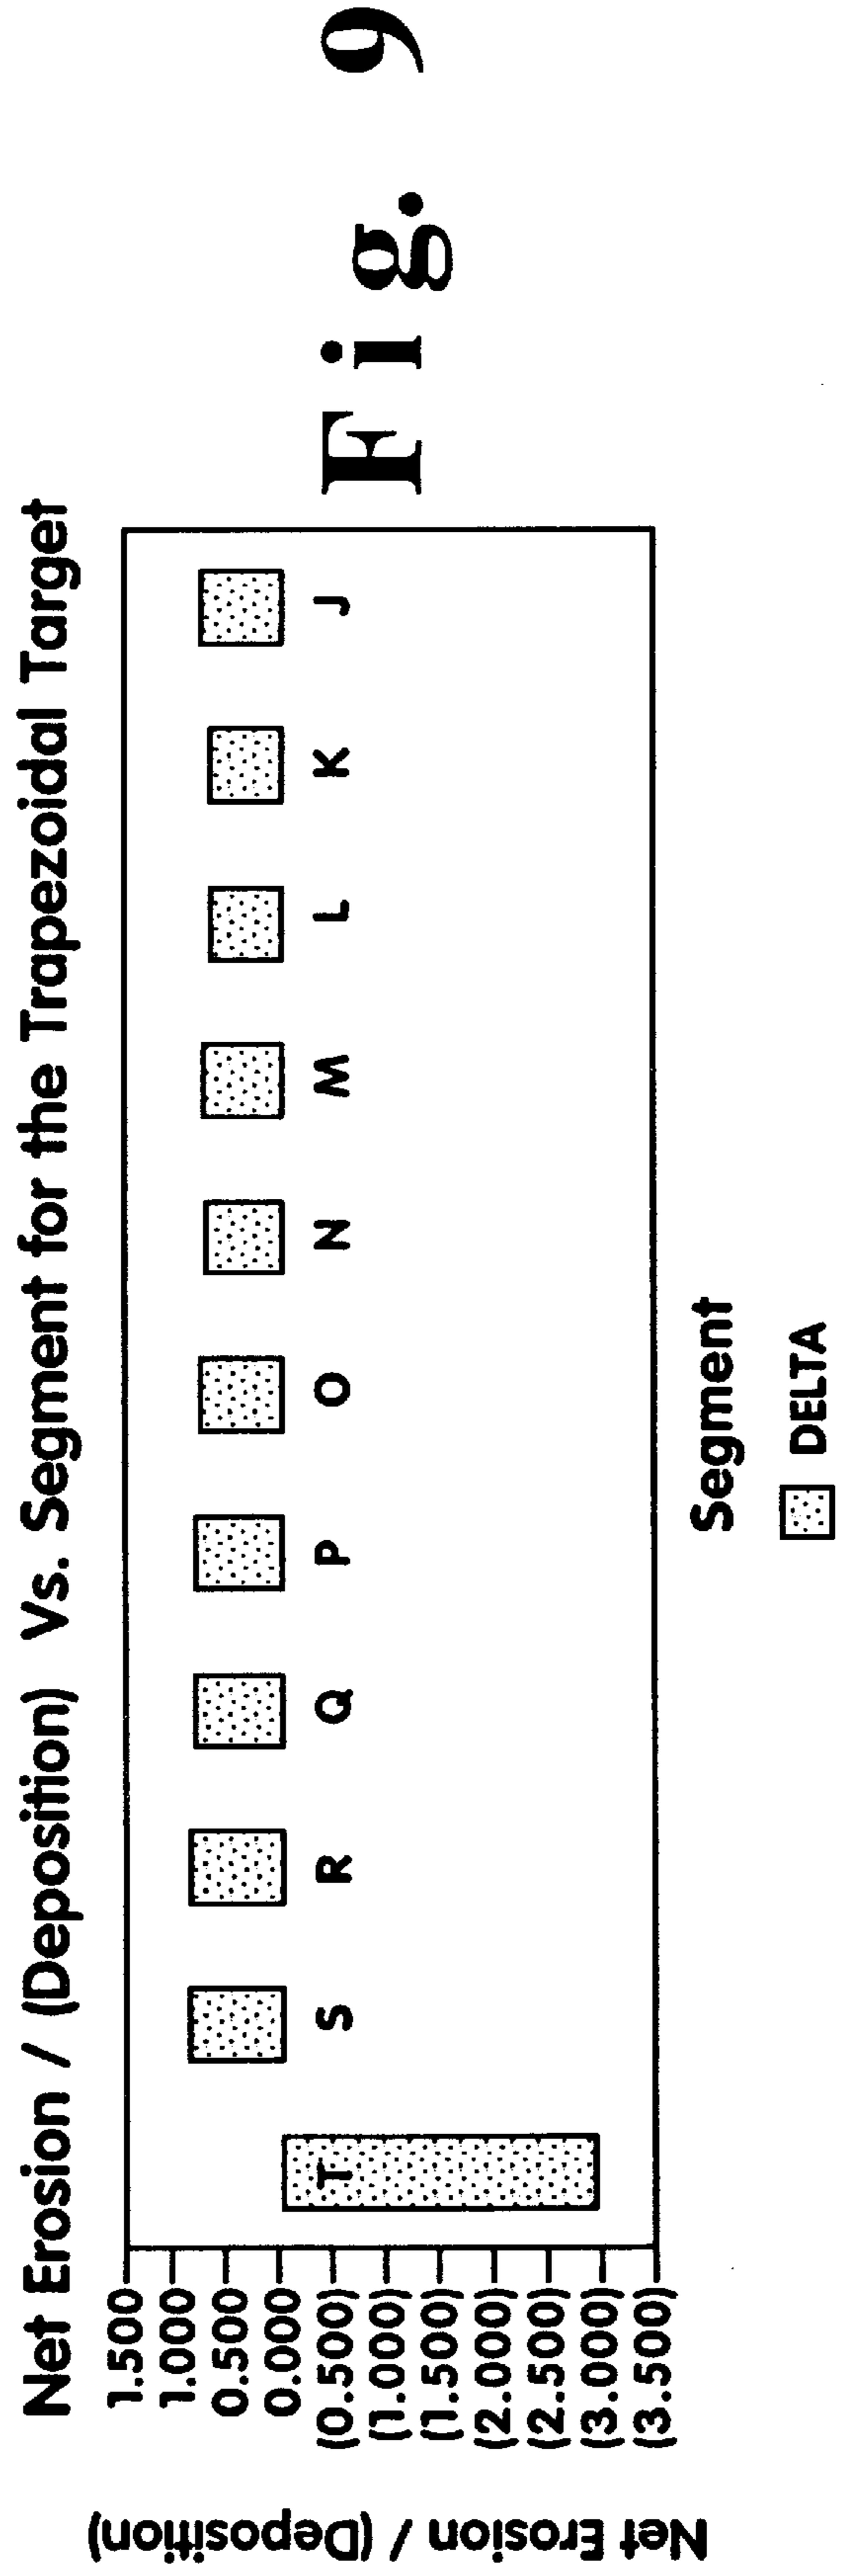 Net Erosion / (Deposition) Vs. Segment for the Trapezoidal Target
Net Erosion / (Deposition)
1.500
1.000
0.500
0.000
(0.500)
(1.000)
(1.500)
(2.000)
(2.500)
(3.000)
(3.500)
T S R Q P O N M L K J
Segment
DELTA
Fig. 9